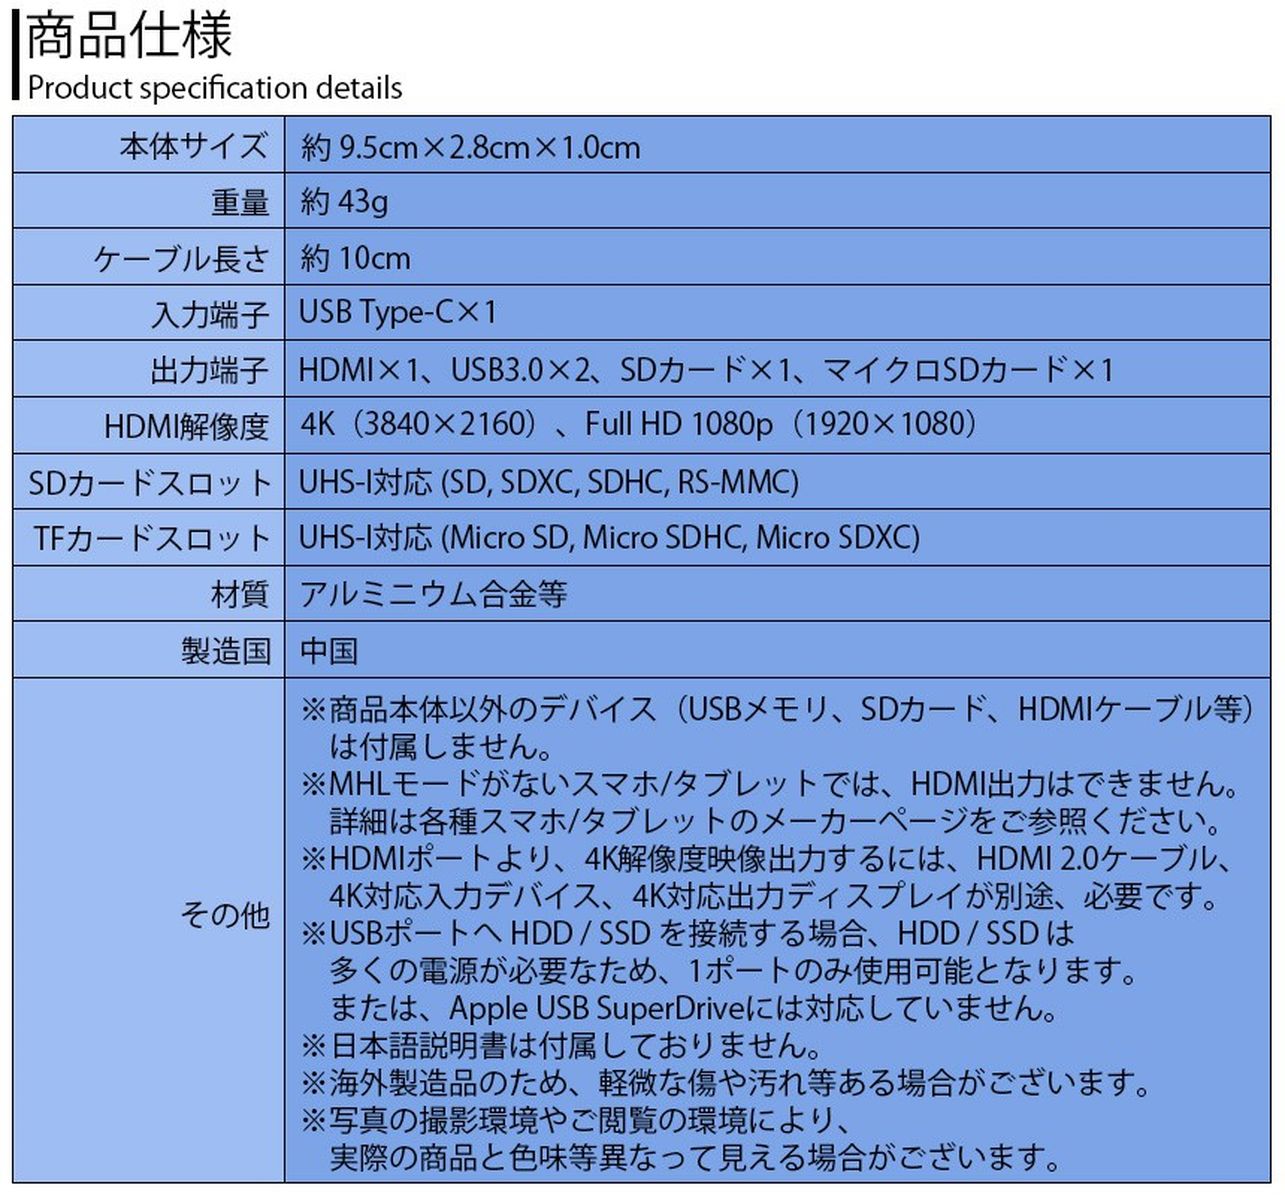 商品仕様
Product specification details
本体サイズ 約 9.5cm×2.8cm×1.0cm
重量 約 43g
ケーブル長さ 約 10cm
入力端子 USB Type-C×1
出力端子 HDMI×1、USB3.0×2、SDカード×1、マイクロSDカード×1
HDMI解像度 4K（3840×2160）、Full HD 1080p（1920×1080）
SDカードスロット UHS-I対応 (SD, SDXC, SDHC, RS-MMC)
TFカードスロット UHS-I対応 (Micro SD, Micro SDHC, Micro SDXC)
材質 アルミニウム合金等
製造国 中国
その他
※商品本体以外のデバイス（USBメモリ、SDカード、HDMIケーブル等）
は付属しません。
※MHLモードがないスマホ/タブレットでは、HDMI出力はできません。
詳細は各種スマホ/タブレットのメーカーページをご参照ください。
※HDMIポートより、4K解像度映像出力するには、HDMI 2.0ケーブル、
4K対応入力デバイス、4K対応出力ディスプレイが別途、必要です。
※USBポートへ HDD / SSD を接続する場合、HDD / SSD は
多くの電源が必要なため、1ポートのみ使用可能となります。
または、Apple USB SuperDriveには対応していません。
※日本語説明書は付属しておりません。
※海外製造品のため、軽微な傷や汚れ等ある場合がございます。
※写真の撮影環境やご閲覧の環境により、
実際の商品と色味等異なって見える場合がございます。